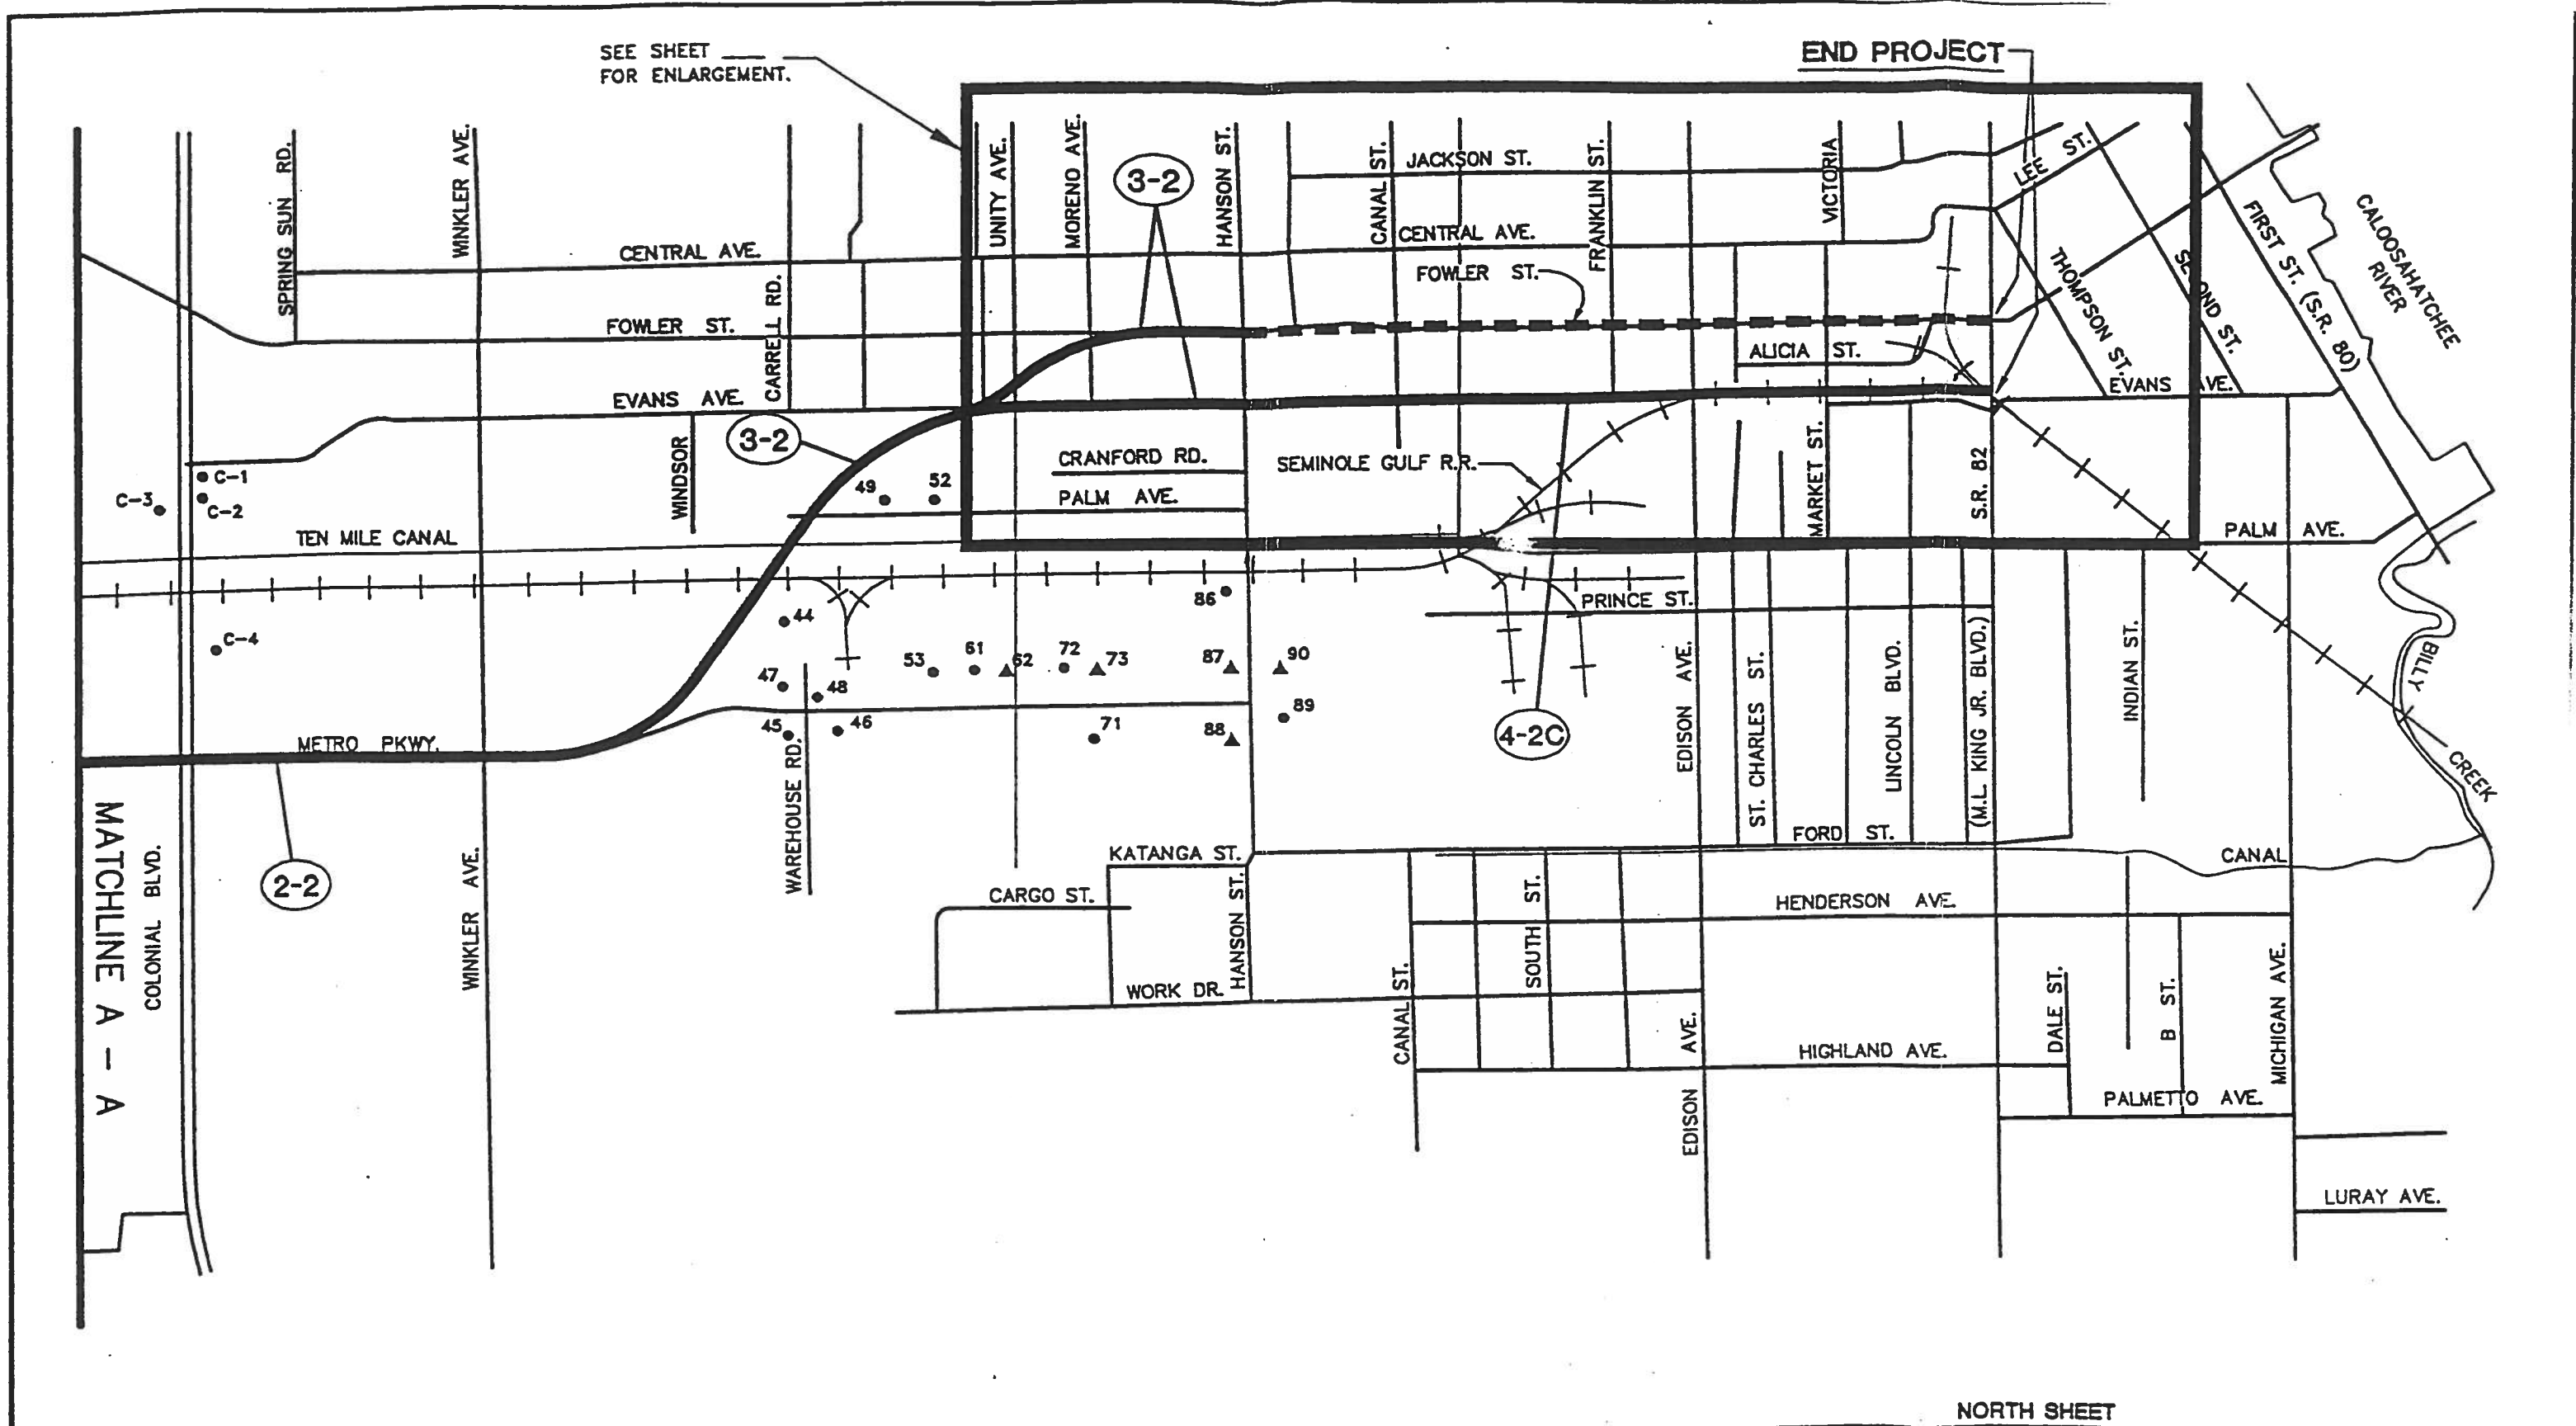 SEE SHEET ___
FOR ENLARGEMENT.
END PROJECT
SPRING SUN RD.
WINKLER AVE.
UNITY AVE.
MORENO AVE.
3-2
HANSON ST.
CANAL ST.
JACKSON ST.
FRANKLIN ST.
VICTORIA
LEE ST.
CENTRAL AVE.
CENTRAL AVE.
FOWLER ST.
FIRST ST. (S.R. 80)
CALOOSAHATCHEE
RIVER
THOMPSON ST.
SECOND ST.
CARRELL RD.
FOWLER ST.
ALICIA ST.
EVANS AVE.
EVANS AVE.
3-2
WINDSOR
CRANFORD RD.
SEMINOLE GULF R.R.
MARKET ST.
S.R. 82
C-1
C-2
C-3
49
52
PALM AVE.
PALM AVE.
TEN MILE CANAL
86
PRINCE ST.
44
C-4
53
61
62
72
73
87
90
47
48
45
46
71
88
89
4-2C
EDISON AVE.
ST. CHARLES ST.
LINCOLN BLVD.
(M.L. KING JR. BLVD.)
INDIAN ST.
BILLY
CREEK
METRO PKWY.
WAREHOUSE RD.
MATCHLINE A - A
COLONIAL BLVD.
2-2
WINKLER AVE.
KATANGA ST.
FORD ST.
CANAL
CARGO ST.
HANSON ST.
SOUTH ST.
HENDERSON AVE.
WORK DR.
CANAL ST.
EDISON AVE.
HIGHLAND AVE.
DALE ST.
B ST.
MICHIGAN AVE.
PALMETTO AVE.
LURAY AVE.
NORTH SHEET